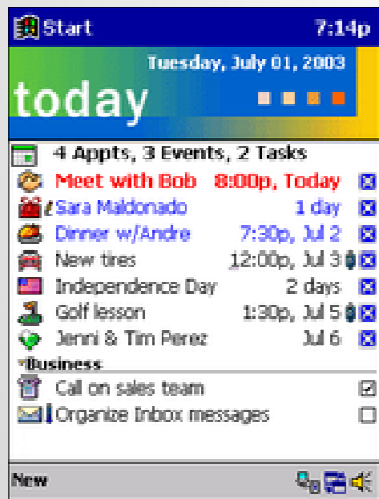 Start 7:14p
Tuesday, July 01, 2003
today
4 Appts, 3 Events, 2 Tasks
Meet with Bob 8:00p, Today
Sara Maldonado 1 day
Dinner w/Andre 7:30p, Jul 2
New tires 12:00p, Jul 3
Independence Day 2 days
Golf lesson 1:30p, Jul 5
Jenni & Tim Perez Jul 6
Business
Call on sales team
Organize Inbox messages
New